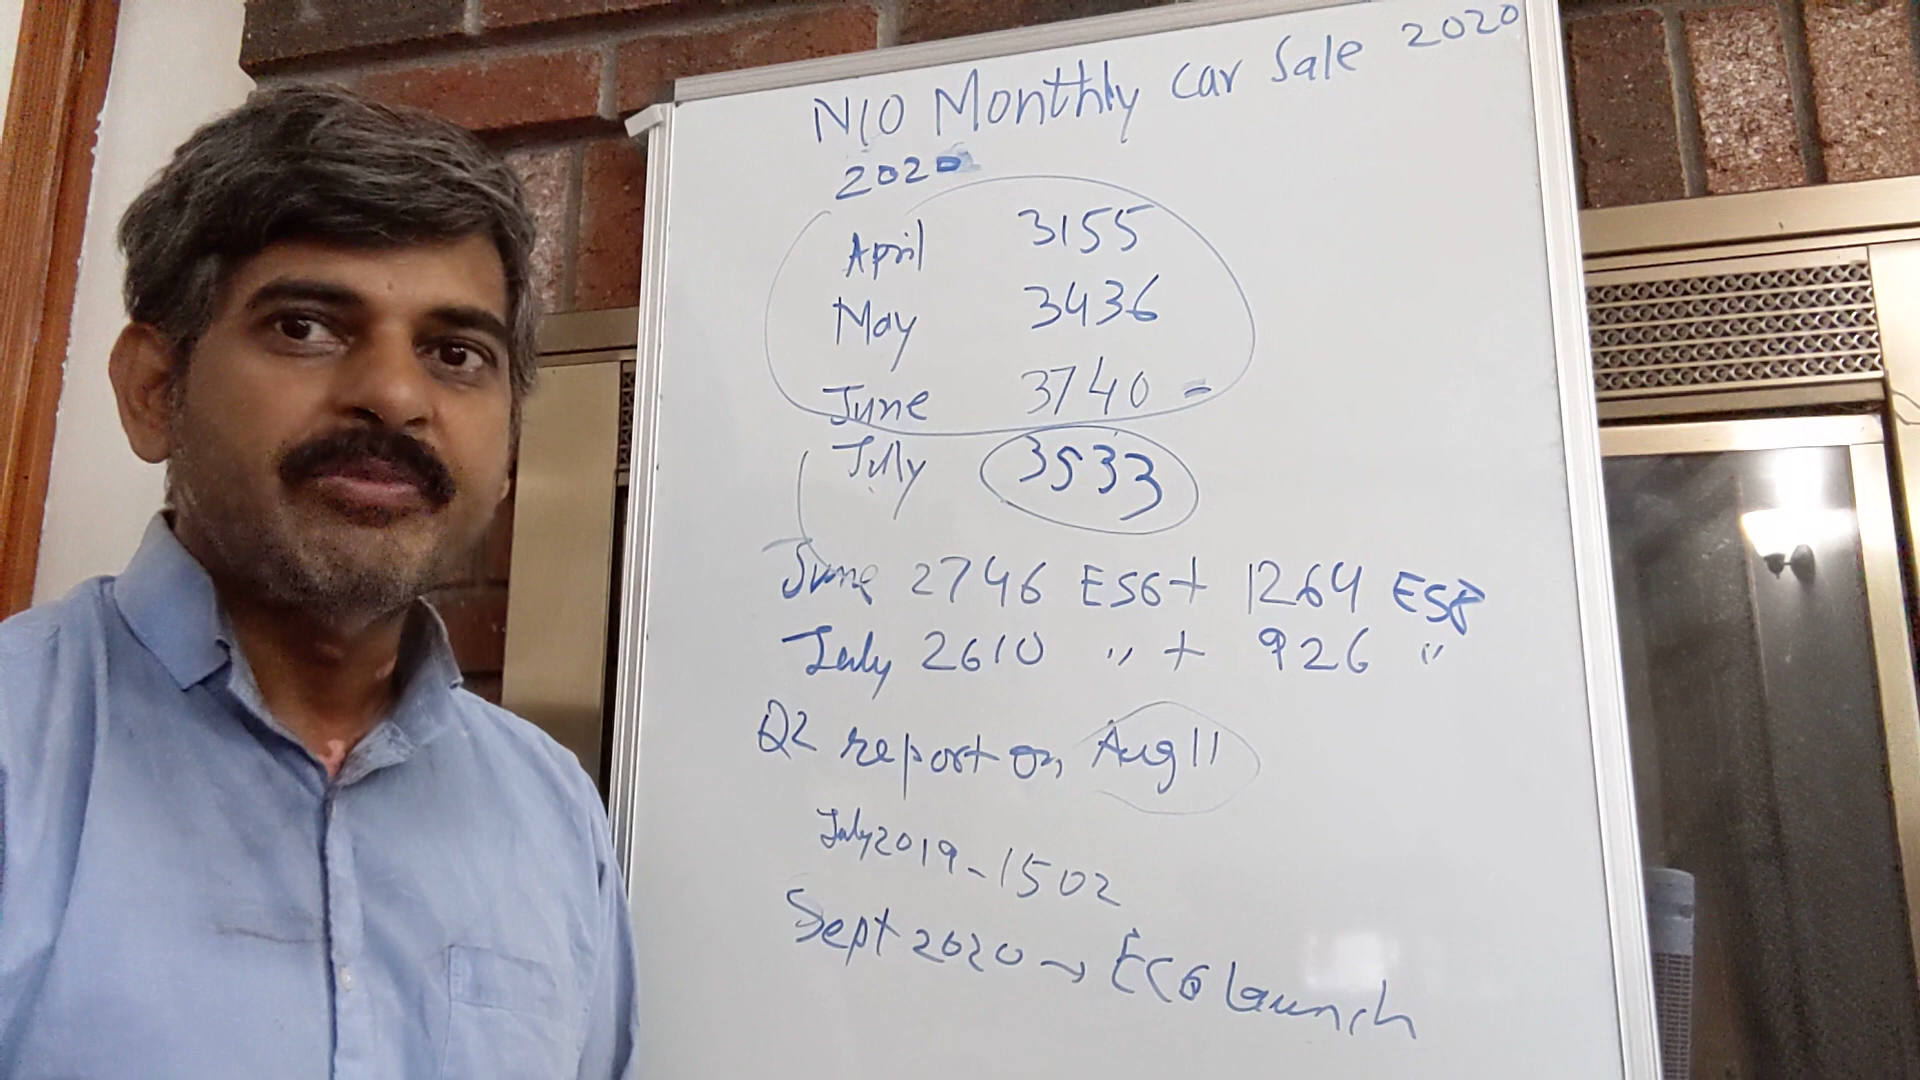 NIO Monthly Car Sale 2020
2020
April 3155
May 3436
June 3740 -
July 3533
June 2746 ES6 + 1264 ES8
July 2610 " + 926 "
Q2 report on Aug 11
July 2019 - 1502
Sept 2020 → EC6 Launch